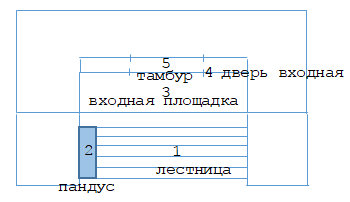 5
тамбур 4 дверь входная
3
входная площадка
2 1
лестница
пандус